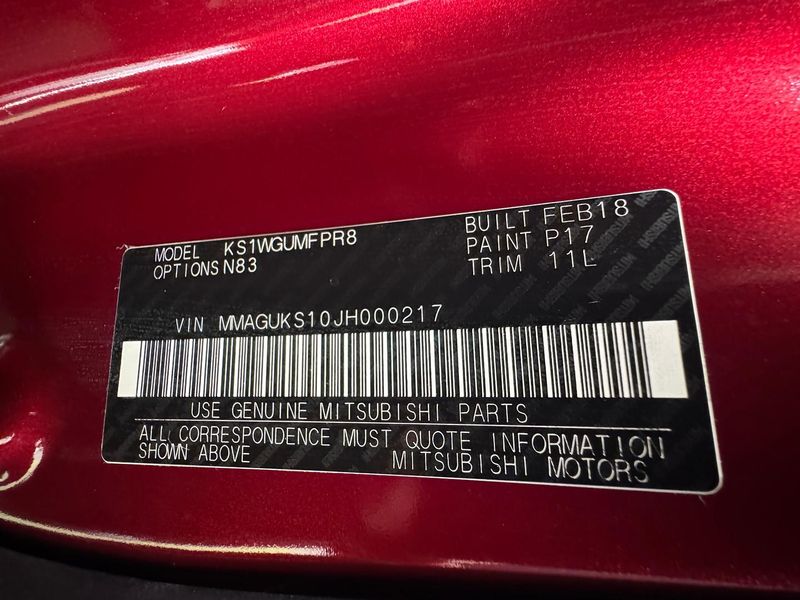 MODEL KS1WGUMFPR8 BUILT FEB18
OPTIONS N83 PAINT P17
TRIM 11L
VIN MMAGUKS10JH000217
USE GENUINE MITSUBISHI PARTS
ALL CORRESPONDENCE MUST QUOTE INFORMATION
SHOWN ABOVE MITSUBISHI MOTORS